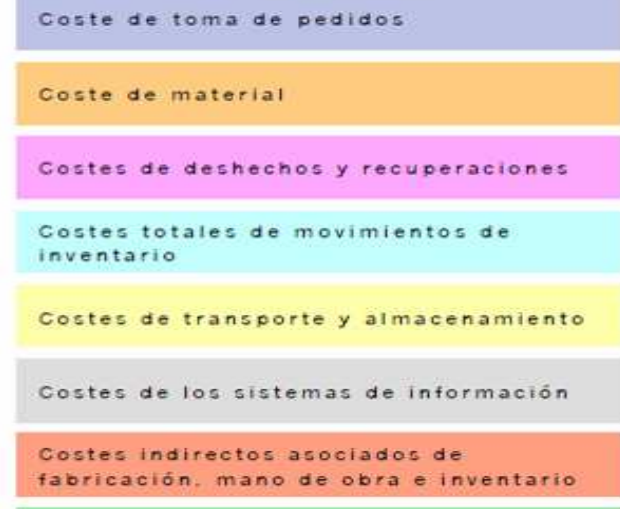 Coste de toma de pedidos
Coste de material
Costes de deshechos y recuperaciones
Costes totales de movimientos de
inventario
Costes de transporte y almacenamiento
Costes de los sistemas de información
Costes indirectos asociados de
fabricación, mano de obra e inventario